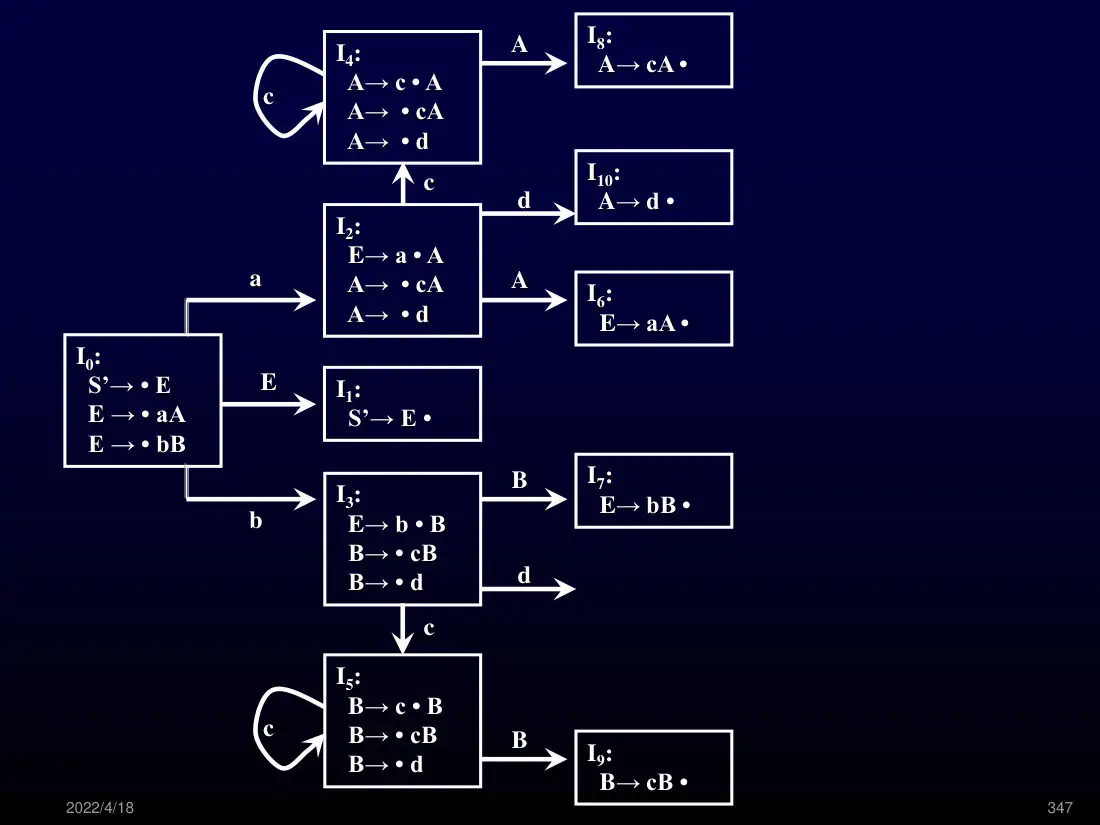 I4:
A→ c • A
A→ • cA
A→ • d
c
A
I8:
A→ cA •
c
d
I10:
A→ d •
I2:
E→ a • A
A→ • cA
A→ • d
a
A
I6:
E→ aA •
I0:
S’→ • E
E → • aA
E → • bB
E
I1:
S’→ E •
b
I3:
E→ b • B
B→ • cB
B→ • d
B
I7:
E→ bB •
d
c
I5:
B→ c • B
B→ • cB
B→ • d
c
B
I9:
B→ cB •
2022/4/18
347